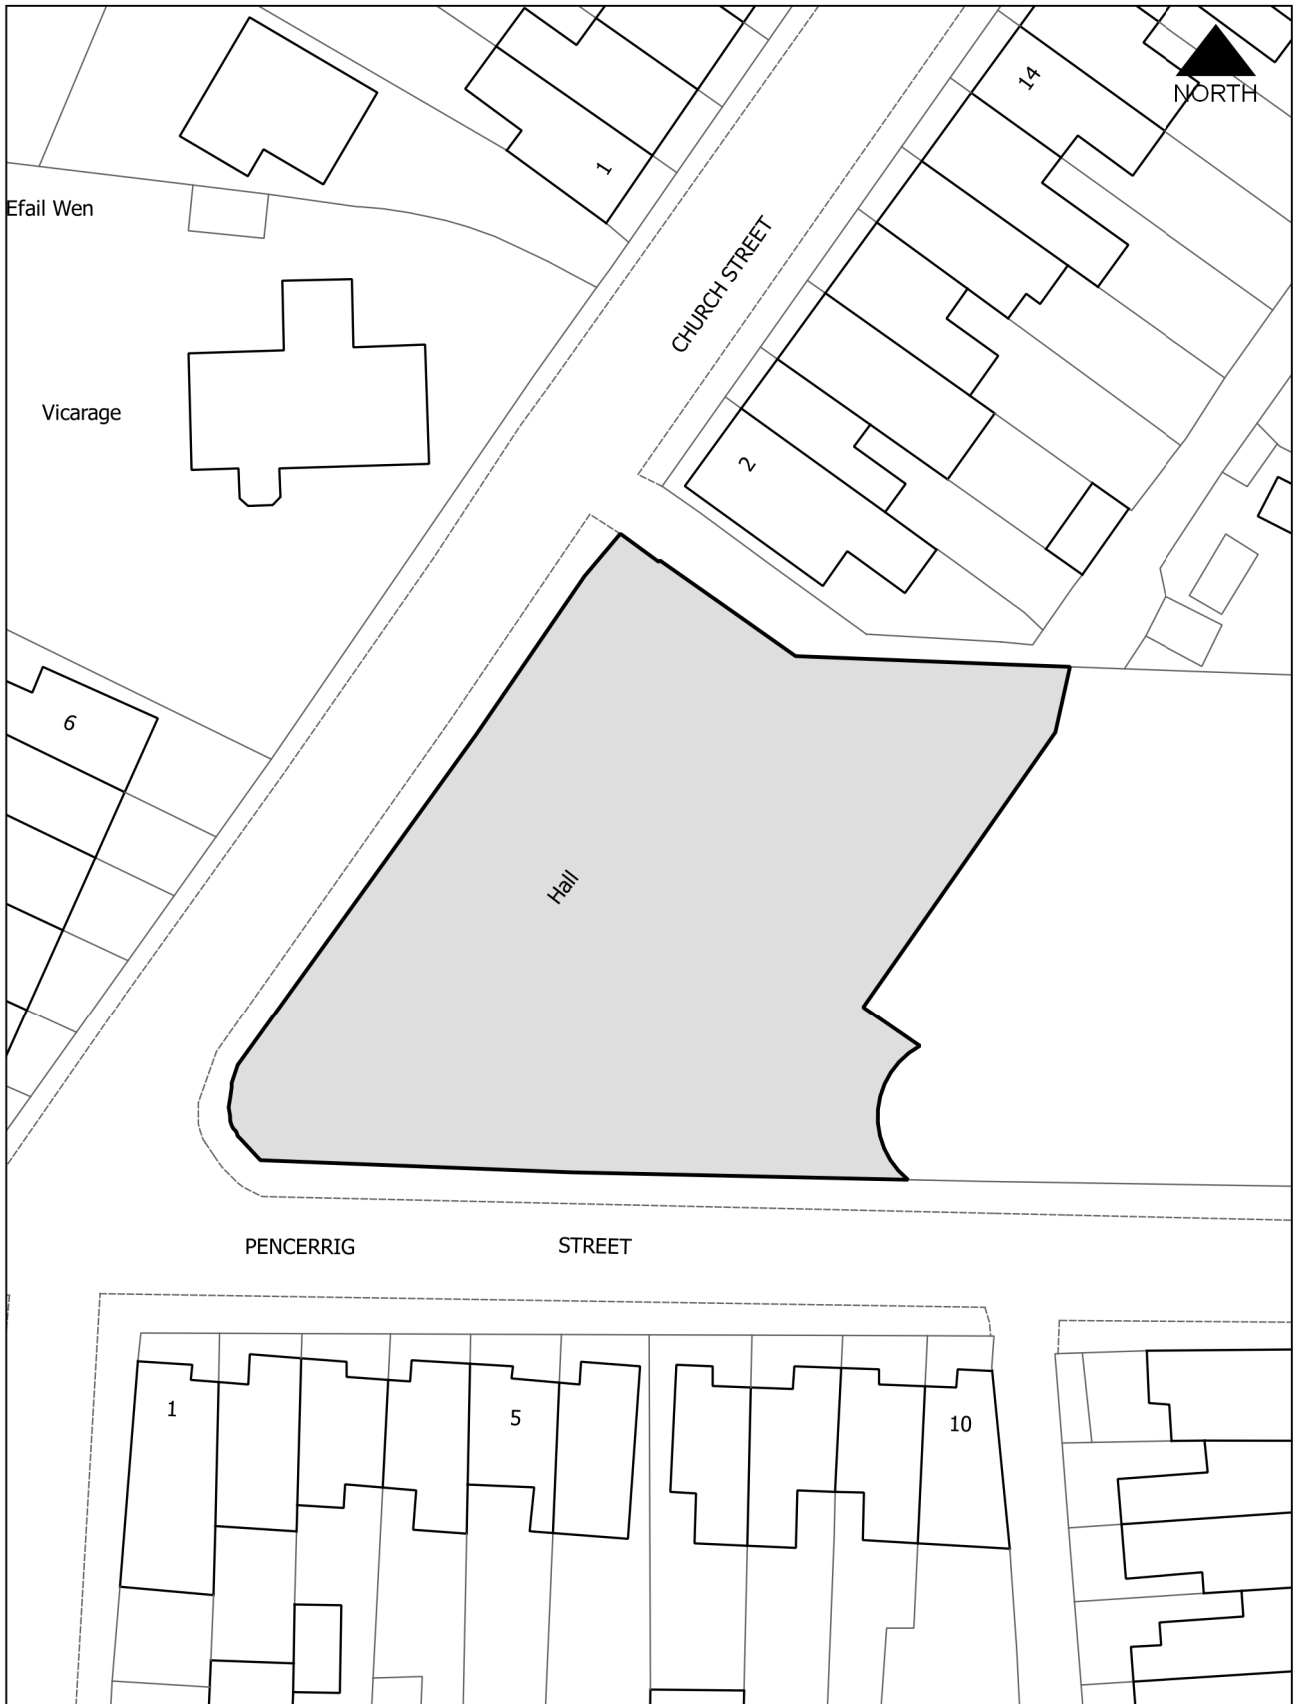 14
NORTH
1
Efail Wen
CHURCH STREET
Vicarage
2
6
Hall
PENCERRIG STREET
1
5
10